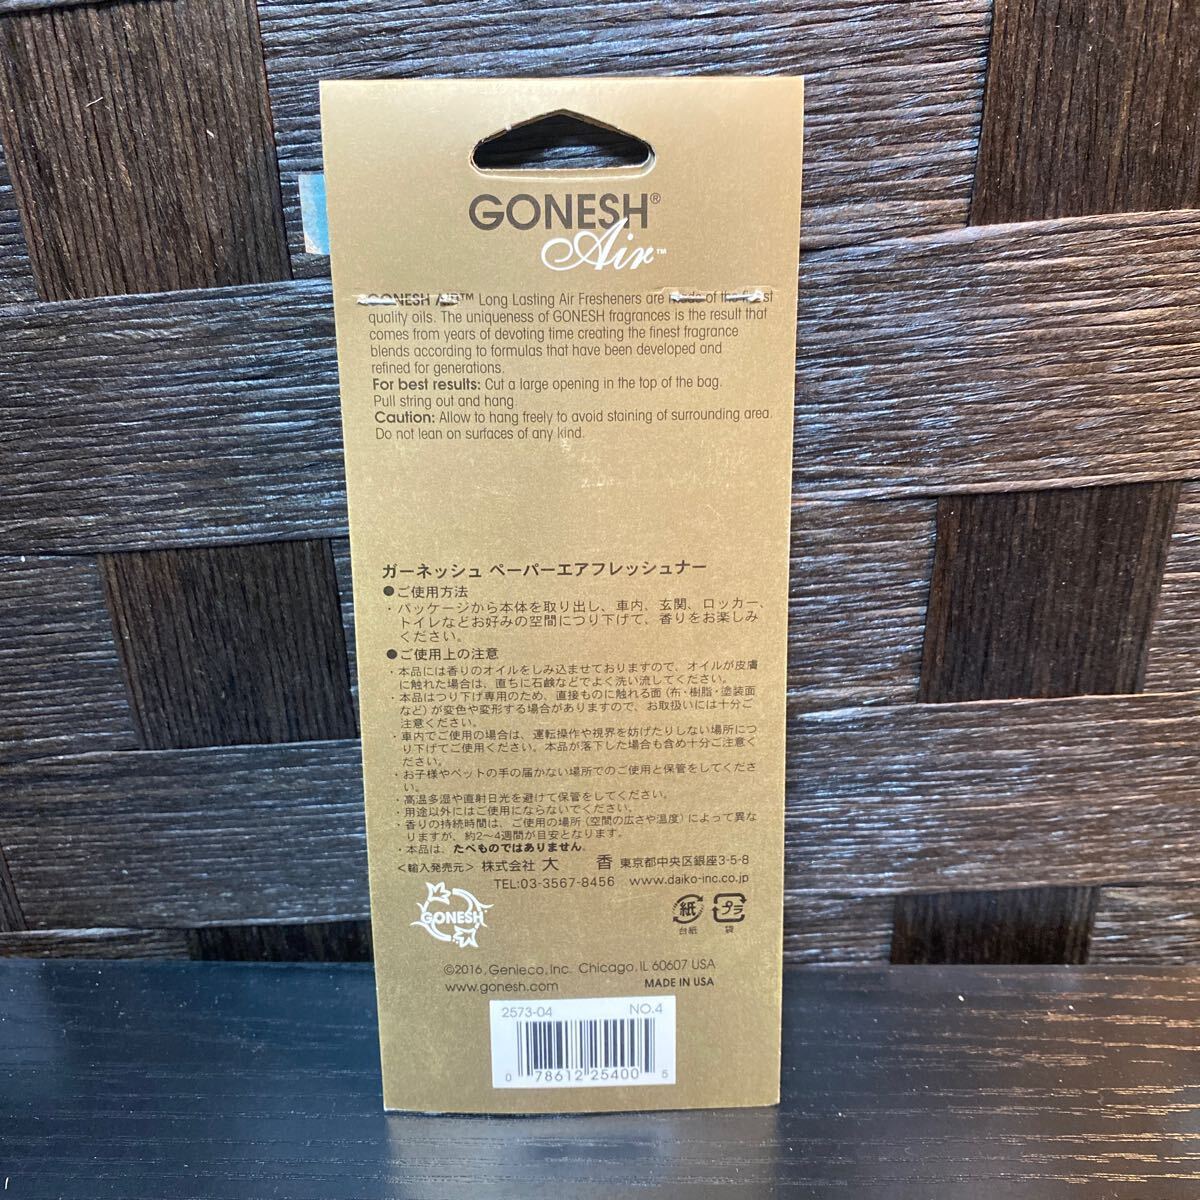 GONESH®
Air™
GONESH AIR™ Long Lasting Air Fresheners are made of the finest
quality oils. The uniqueness of GONESH fragrances is the result that
comes from years of devoting time creating the finest fragrance
blends according to formulas that have been developed and
refined for generations.
For best results: Cut a large opening in the top of the bag.
Pull string out and hang.
Caution: Allow to hang freely to avoid staining of surrounding area.
Do not lean on surfaces of any kind.
ガーネッシュ ペーパーエアフレッシュナー
●ご使用方法
・パッケージから本体を取り出し、車内、玄関、ロッカー、
トイレなどお好みの空間につり下げて、香りをお楽しみ
ください。
●ご使用上の注意
・本品には香りのオイルをしみ込ませておりますので、オイルが皮膚
に触れた場合は、直ちに石鹸などでよく洗い流してください。
・本品はつり下げ専用のため、直接ものに触れる面（布・樹脂・塗装面
など）が変色や変形する場合がありますので、お取扱いには十分ご
注意ください。
・車内でご使用の場合は、運転操作や視界を妨げたりしない場所につ
り下げてご使用ください。本品が落下した場合も含め十分ご注意く
ださい。
・お子様やペットの手の届かない場所でのご使用と保管をしてくださ
い。
・高温多湿や直射日光を避けて保管をしてください。
・用途以外にはご使用にならないでください。
・香りの持続時間は、ご使用の場所（空間の広さや温度）によって異な
りますが、約2～4週間が目安となります。
・本品は、たべものではありません。
＜輸入発売元＞ 株式会社 大 香 東京都中央区銀座3-5-8
TEL:03-3567-8456 www.daiko-inc.co.jp
GONESH
紙 プラ
台紙 袋
©2016, Genieco, Inc. Chicago, IL 60607 USA
www.gonesh.com MADE IN USA
2573-04 NO.4
0 78612 25400 5